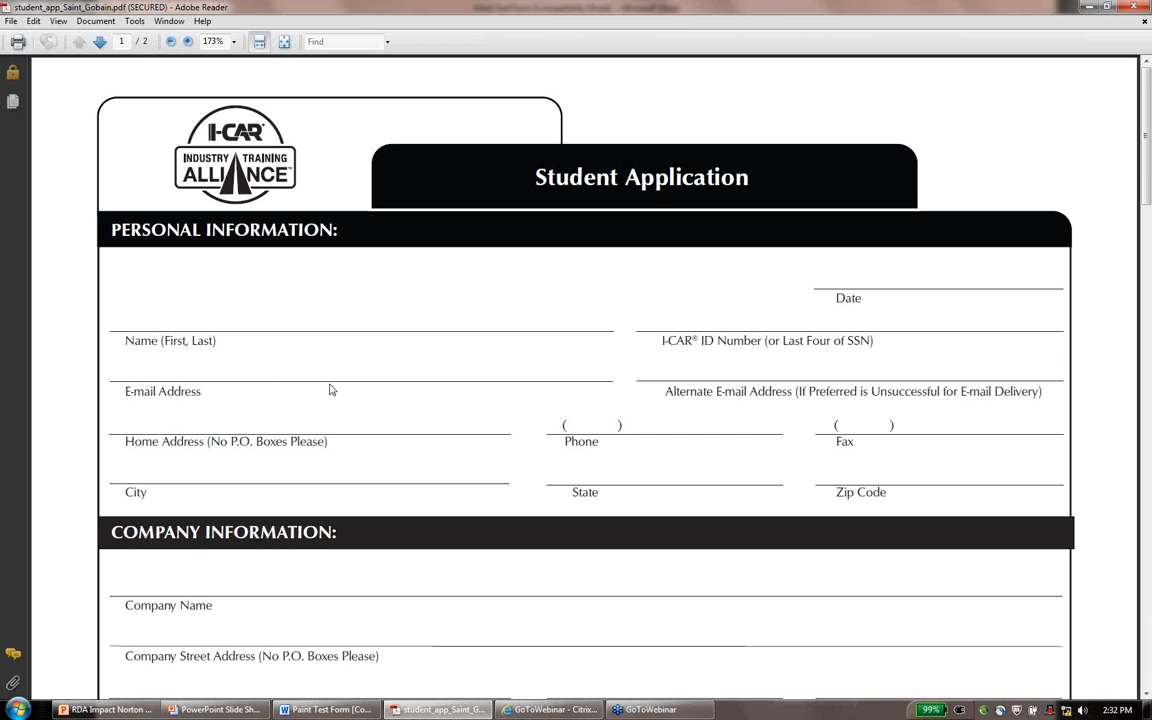 student_app_Saint_Gobain.pdf (SECURED) - Adobe Reader
File Edit View Document Tools Window Help
1 / 2 173% Find
I-CAR
INDUSTRY TRAINING
ALLIANCE
Student Application
PERSONAL INFORMATION:
Date
Name (First, Last) I-CAR® ID Number (or Last Four of SSN)
E-mail Address Alternate E-mail Address (If Preferred is Unsuccessful for E-mail Delivery)
( ) ( )
Home Address (No P.O. Boxes Please) Phone Fax
City State Zip Code
COMPANY INFORMATION:
Company Name
Company Street Address (No P.O. Boxes Please)
RDA Impact Norton ... PowerPoint Slide Sh... Paint Test Form [Co... student_app_Saint_G... GoToWebinar - Citrix... GoToWebinar 99% 2:32 PM